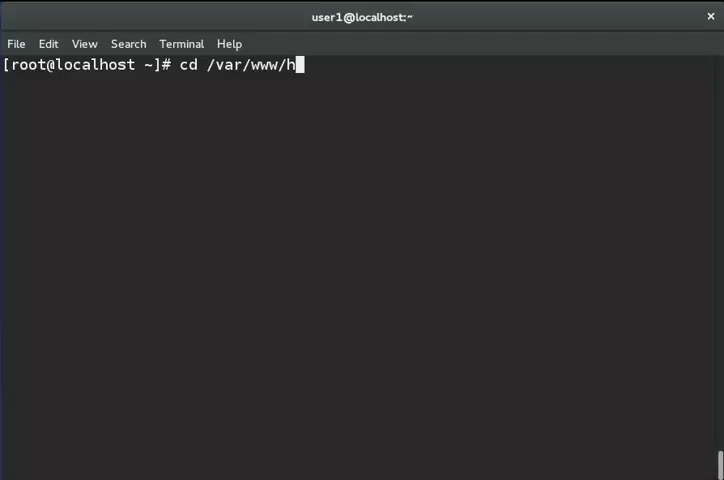 user1@localhost:~
File Edit View Search Terminal Help
[root@localhost ~]# cd /var/www/h